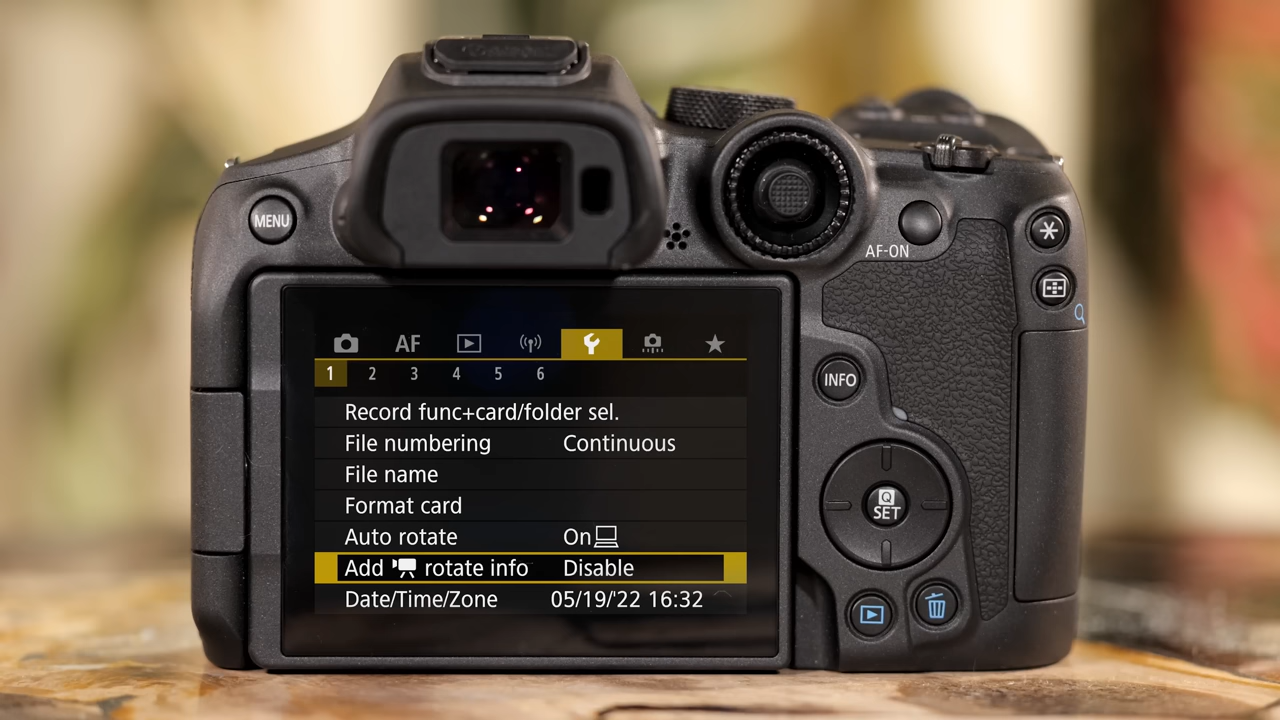 MENU
AF-ON
AF
1 2 3 4 5 6
Record func+card/folder sel.
File numbering Continuous
File name
Format card
Auto rotate On
Add rotate info Disable
Date/Time/Zone 05/19/'22 16:32
INFO
Q
SET